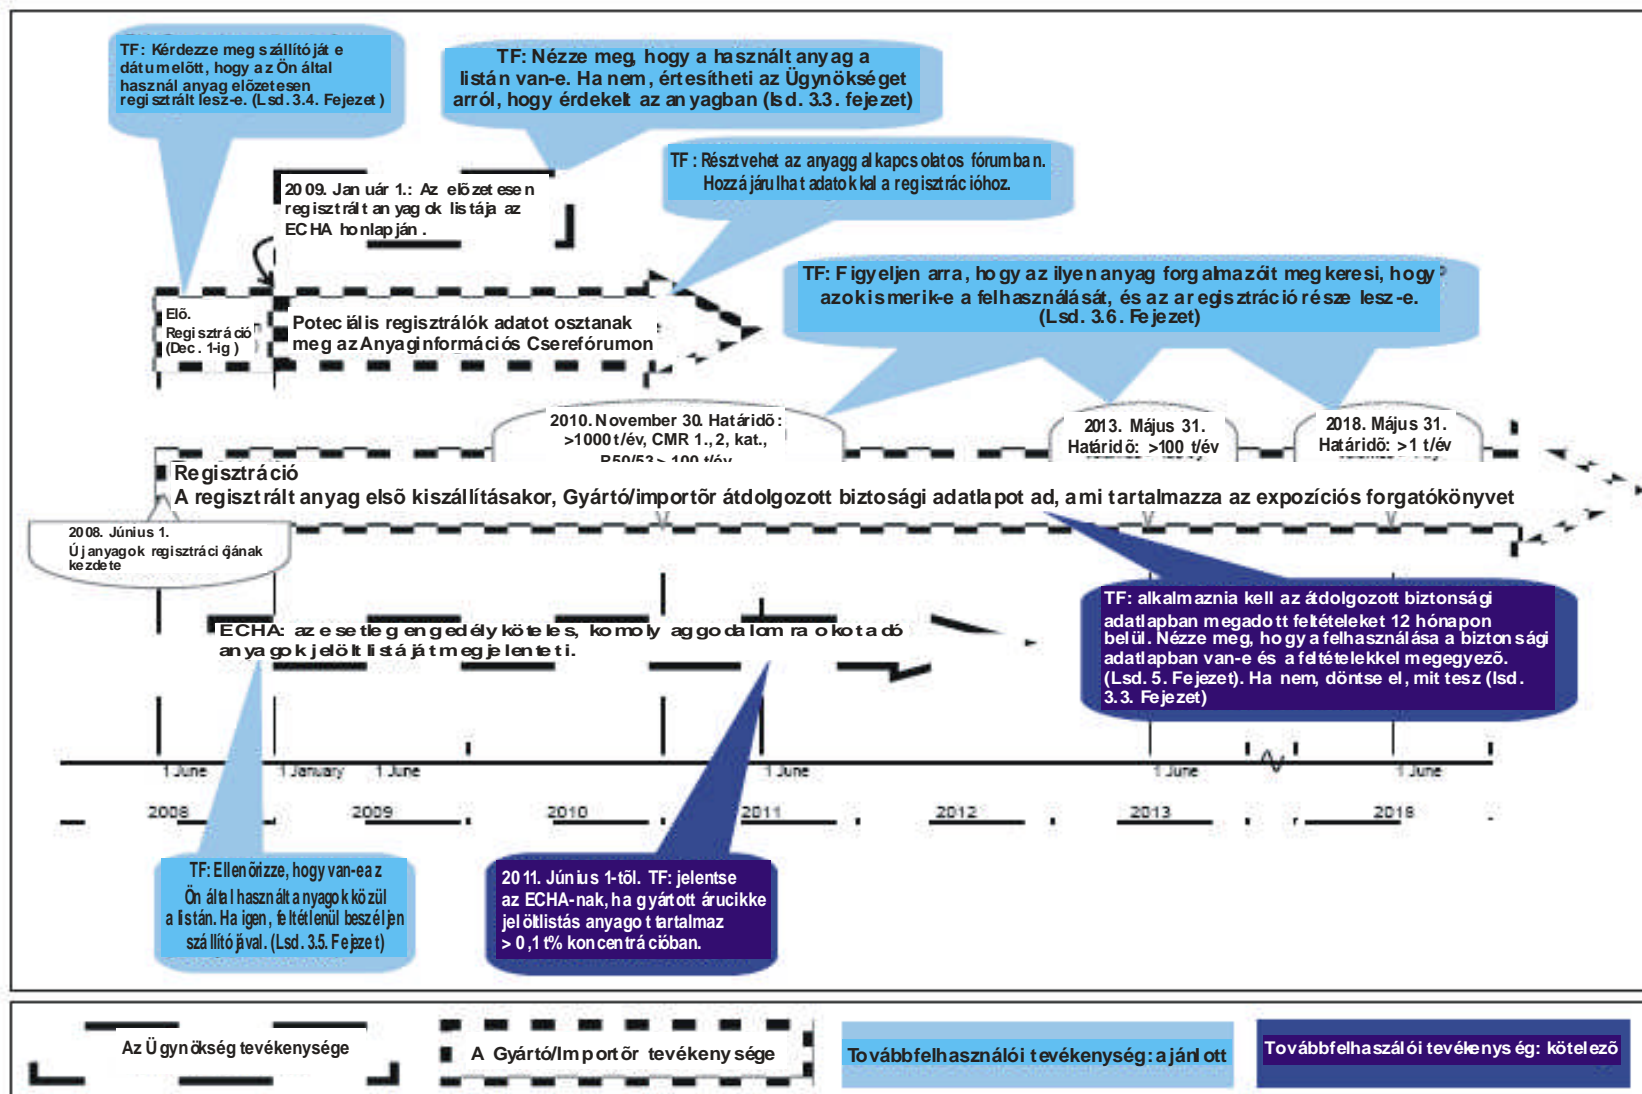 TF: Kérdezze meg szállítóját e
dátum előtt, hogy az Ön által
használ anyag előzetesen
regisztrált lesz-e. (Lsd. 3.4. Fejezet)
TF: Nézze meg, hogy a használt anyag a
listán van-e. Ha nem, értesítheti az Ügynökséget
arról, hogy érdekelt az anyagban (lsd. 3.3. fejezet)
TF: Résztvehet az anyaggal kapcsolatos fórumban.
Hozzájárulhat adatokkal a regisztrációhoz.
2009. Január 1.: Az előzetesen
regisztrált anyagok listája az
ECHA honlapján.
TF: Figyeljen arra, hogy az ilyen anyag forgalmazóit megkeresi, hogy
azok ismerik-e a felhasználását, és az a regisztráció része lesz-e.
(Lsd. 3.6. Fejezet)
Elő.
Regisztráció
(Dec. 1-ig)
Poteciális regisztrálók adatot osztanak
meg az Anyaginformációs Cserefórumon
2010. November 30. Határidő:
>1000 t/év, CMR 1., 2, kat.,
R50/53 > 100 t/év
2013. Május 31.
Határidő: >100 t/év
2018. Május 31.
Határidő: >1 t/év
Regisztráció
A regisztrált anyag első kiszállításakor, Gyártó/importőr átdolgozott biztosági adatlapot ad, ami tartalmazza az expozíciós forgatókönyvet
2008. Június 1.
Új anyagok regisztrációjának
kezdete
ECHA: az esetleg engedélyköteles, komoly aggodalomra okot adó
anyagok jelölt listáját megjelenteti.
TF: alkalmaznia kell az átdolgozott biztonsági
adatlapban megadott feltételeket 12 hónapon
belül. Nézze meg, hogy a felhasználása a biztonsági
adatlapban van-e és a feltételekkel megegyező.
(Lsd. 5. Fejezet). Ha nem, döntse el, mit tesz (lsd.
3.3. Fejezet)
1 June 1 January 1 June 1 June 1 June 1 June
2008 2009 2010 2011 2012 2013 2018
TF: Ellenőrizze, hogy van-e az
Ön által használt anyagok közül
a listán. Ha igen, feltétlenül beszéljen
szállítójával. (Lsd. 3.5. Fejezet)
2011. Június 1-től. TF: jelentse
az ECHA-nak, ha gyártott árucikke
jelöltlistás anyagot tartalmaz
> 0,1 t% koncentrációban.
Az Ügynökség tevékenysége
A Gyártó/Importőr tevékenysége
Továbbfelhasználói tevékenység: ajánlott
Továbbfelhaszálói tevékenység: kötelező